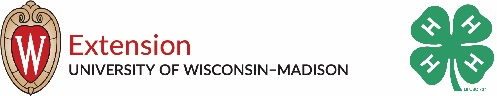 W
Extension
UNIVERSITY OF WISCONSIN–MADISON
H H
H H